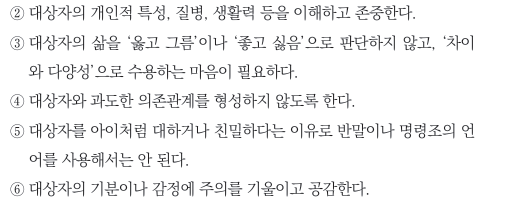 ② 대상자의 개인적 특성, 질병, 생활력 등을 이해하고 존중한다.
③ 대상자의 삶을 ‘옳고 그름’이나 ‘좋고 싫음’으로 판단하지 않고, ‘차이
와 다양성’으로 수용하는 마음이 필요하다.
④ 대상자와 과도한 의존관계를 형성하지 않도록 한다.
⑤ 대상자를 아이처럼 대하거나 친밀하다는 이유로 반말이나 명령조의 언
어를 사용해서는 안 된다.
⑥ 대상자의 기분이나 감정에 주의를 기울이고 공감한다.